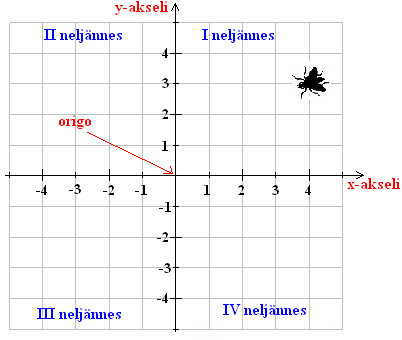 y-akseli
II neljännes
I neljännes
4
3
2
origo
1
x-akseli
-4 -3 -2 -1 1 2 3 4
-1
-2
-3
-4
III neljännes
IV neljännes